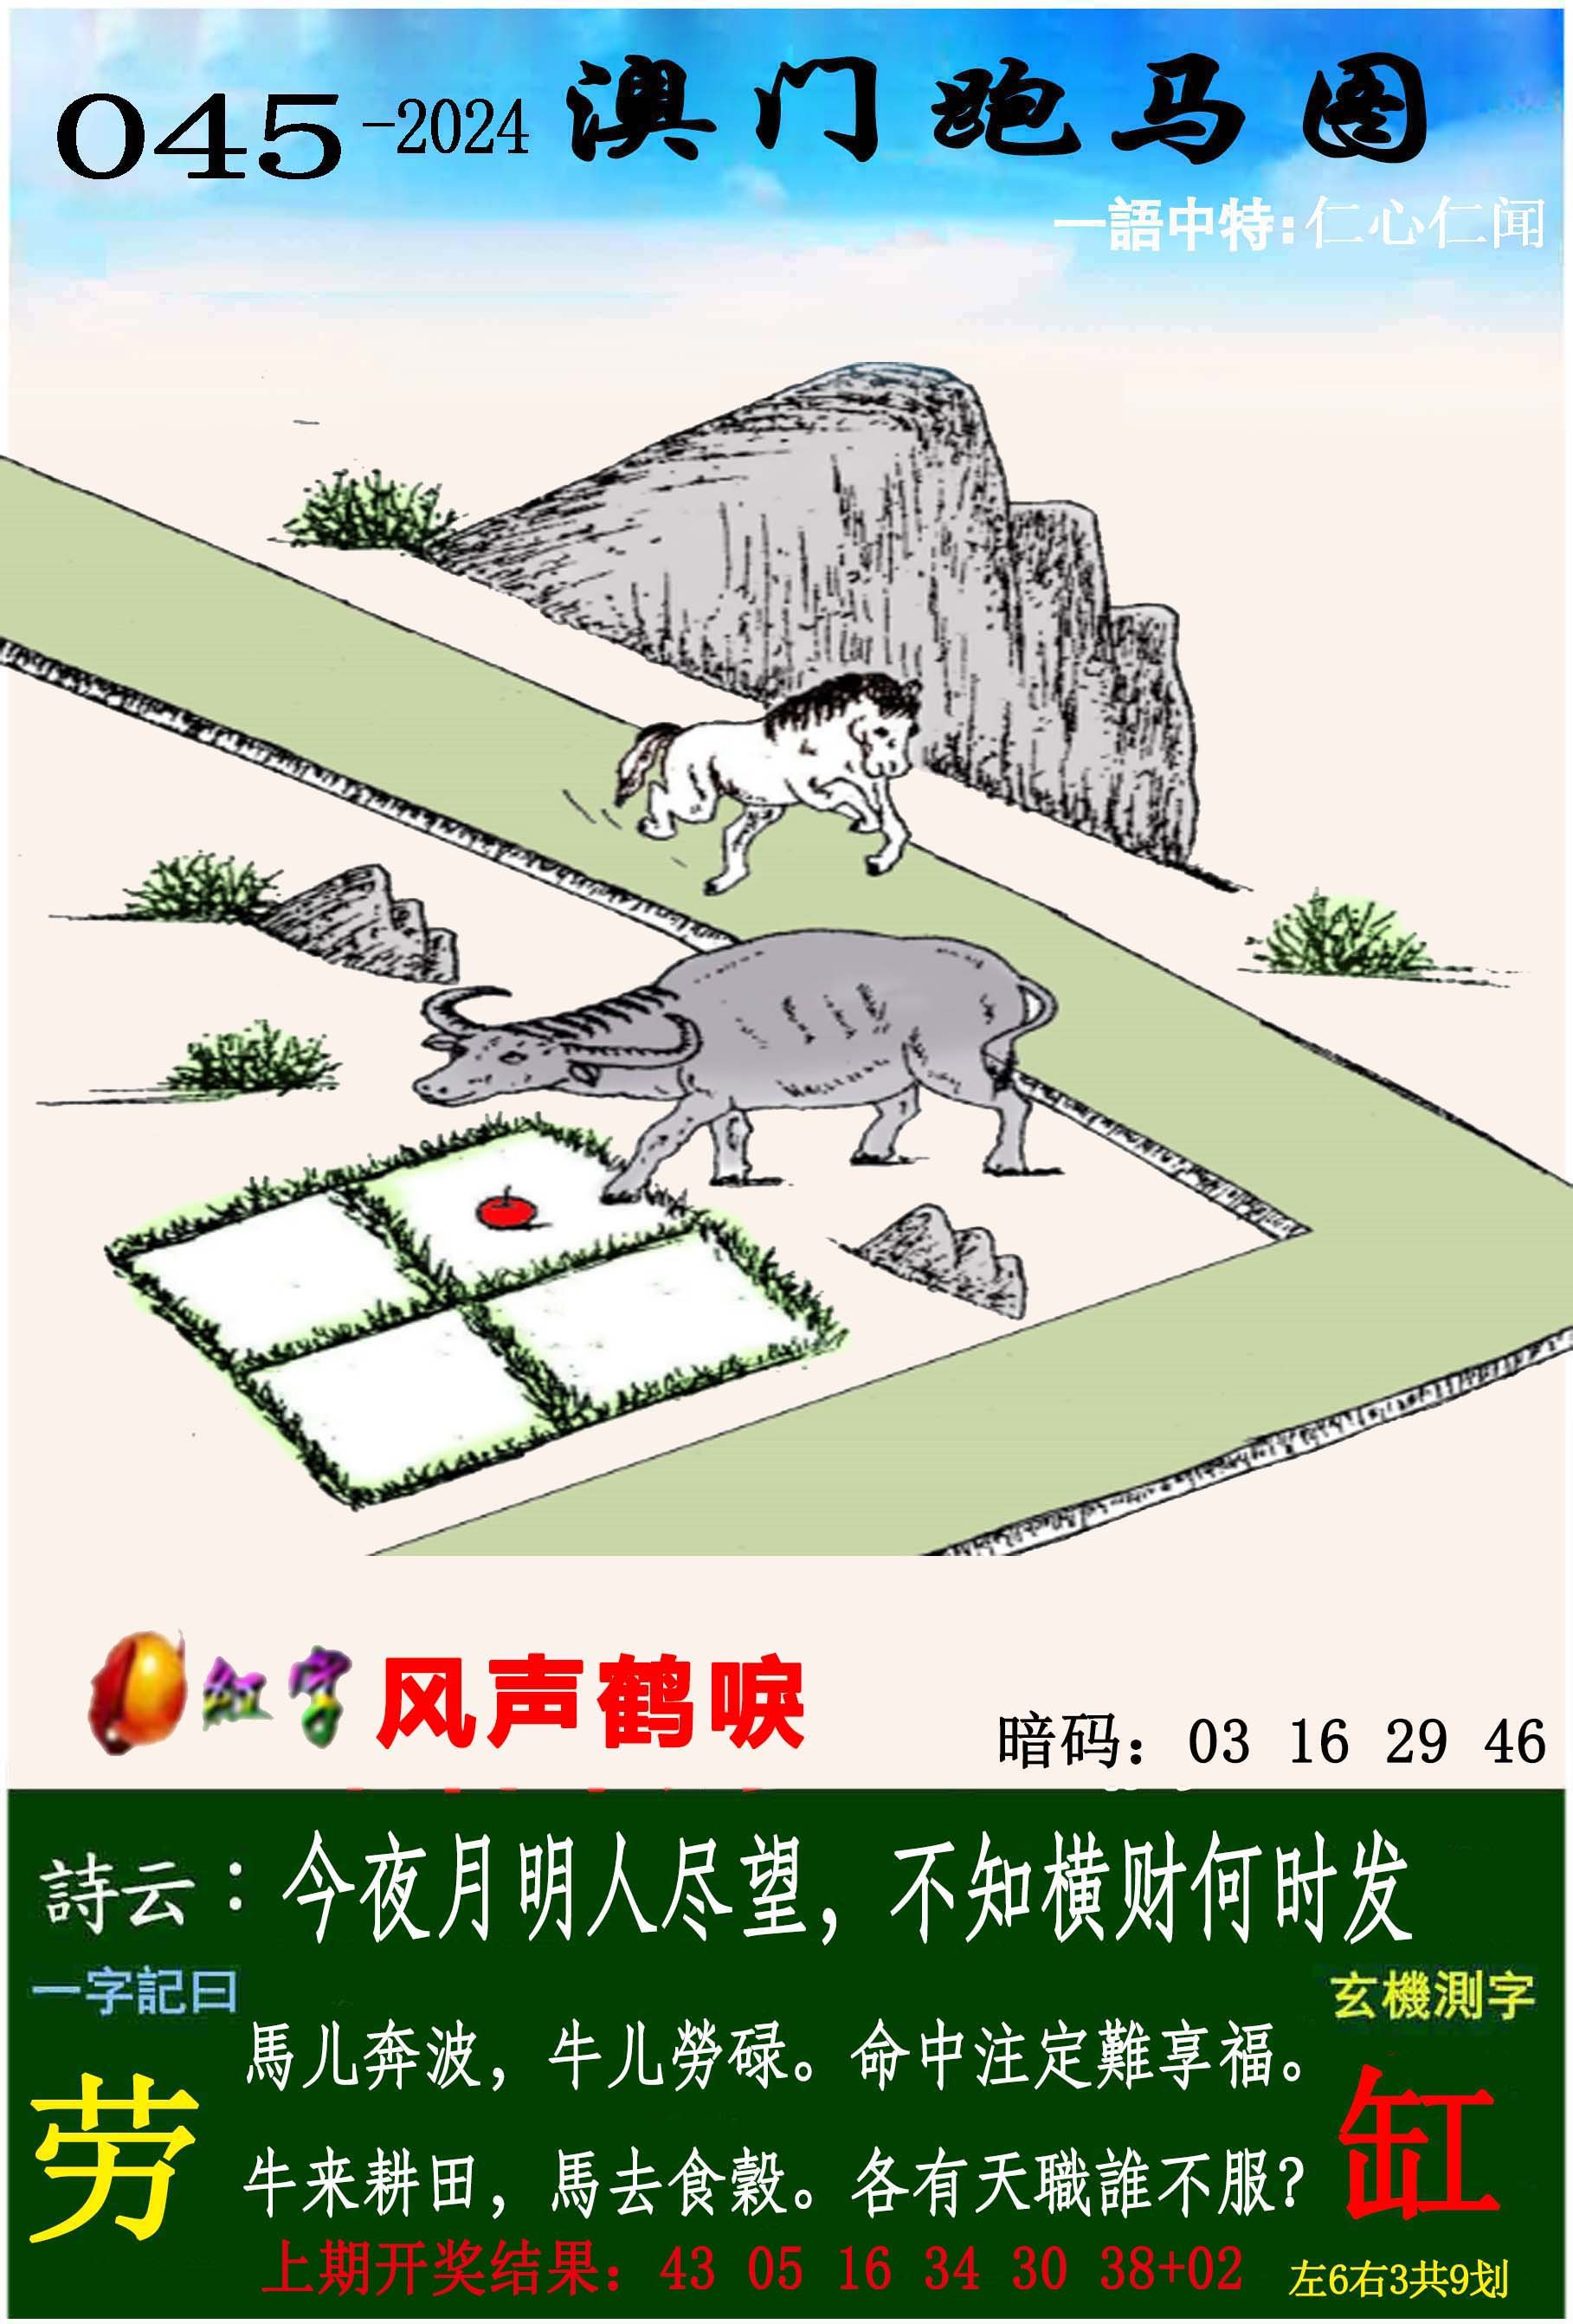 045-2024 澳门跑马图
一語中特:仁心仁闻
红字 风声鹤唳
暗码：03 16 29 46
詩云：今夜月明人尽望，不知横财何时发
一字記曰
玄機測字
馬儿奔波，牛儿勞碌。命中注定難享福。
劳
缸
牛来耕田，馬去食穀。各有天職誰不服？
上期开奖结果：43 05 16 34 30 38+02
左6右3共9划